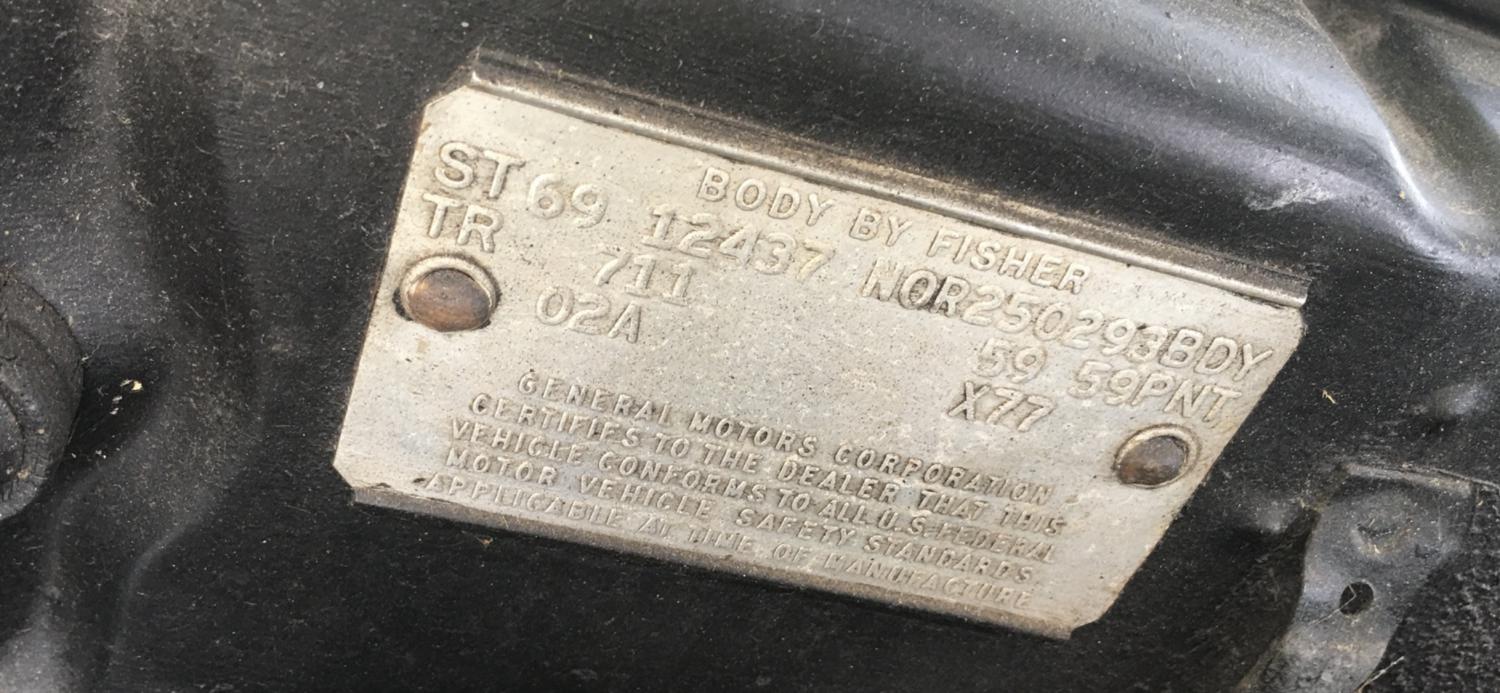 BODY BY FISHER
ST 69 12437 NOR250293BDY
TR 711 59 59PNT
02A X77
GENERAL MOTORS CORPORATION
CERTIFIES TO THE DEALER THAT THIS
VEHICLE CONFORMS TO ALL U.S. FEDERAL
MOTOR VEHICLE SAFETY STANDARDS
APPLICABLE AT TIME OF MANUFACTURE